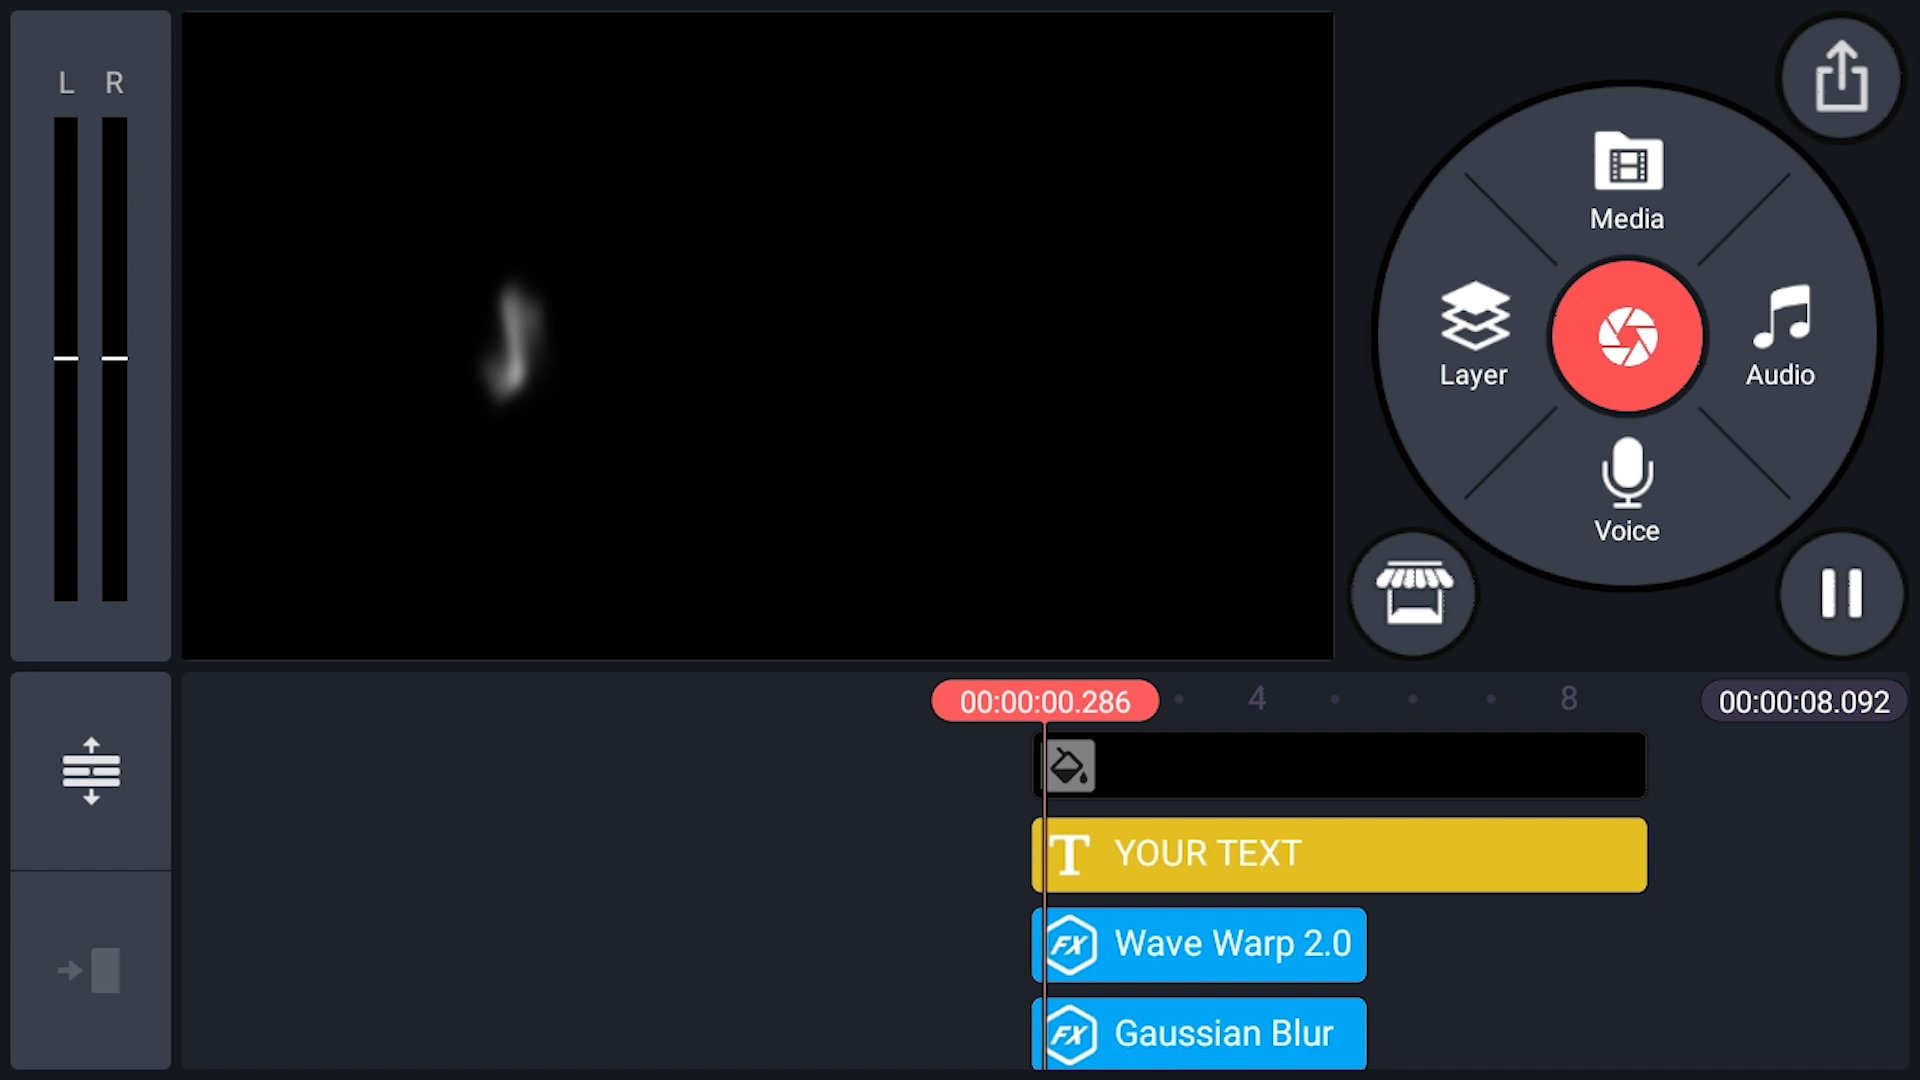 L R
Media
Layer
Audio
Voice
00:00:00.286
4
8
00:00:08.092
T YOUR TEXT
FX Wave Warp 2.0
FX Gaussian Blur